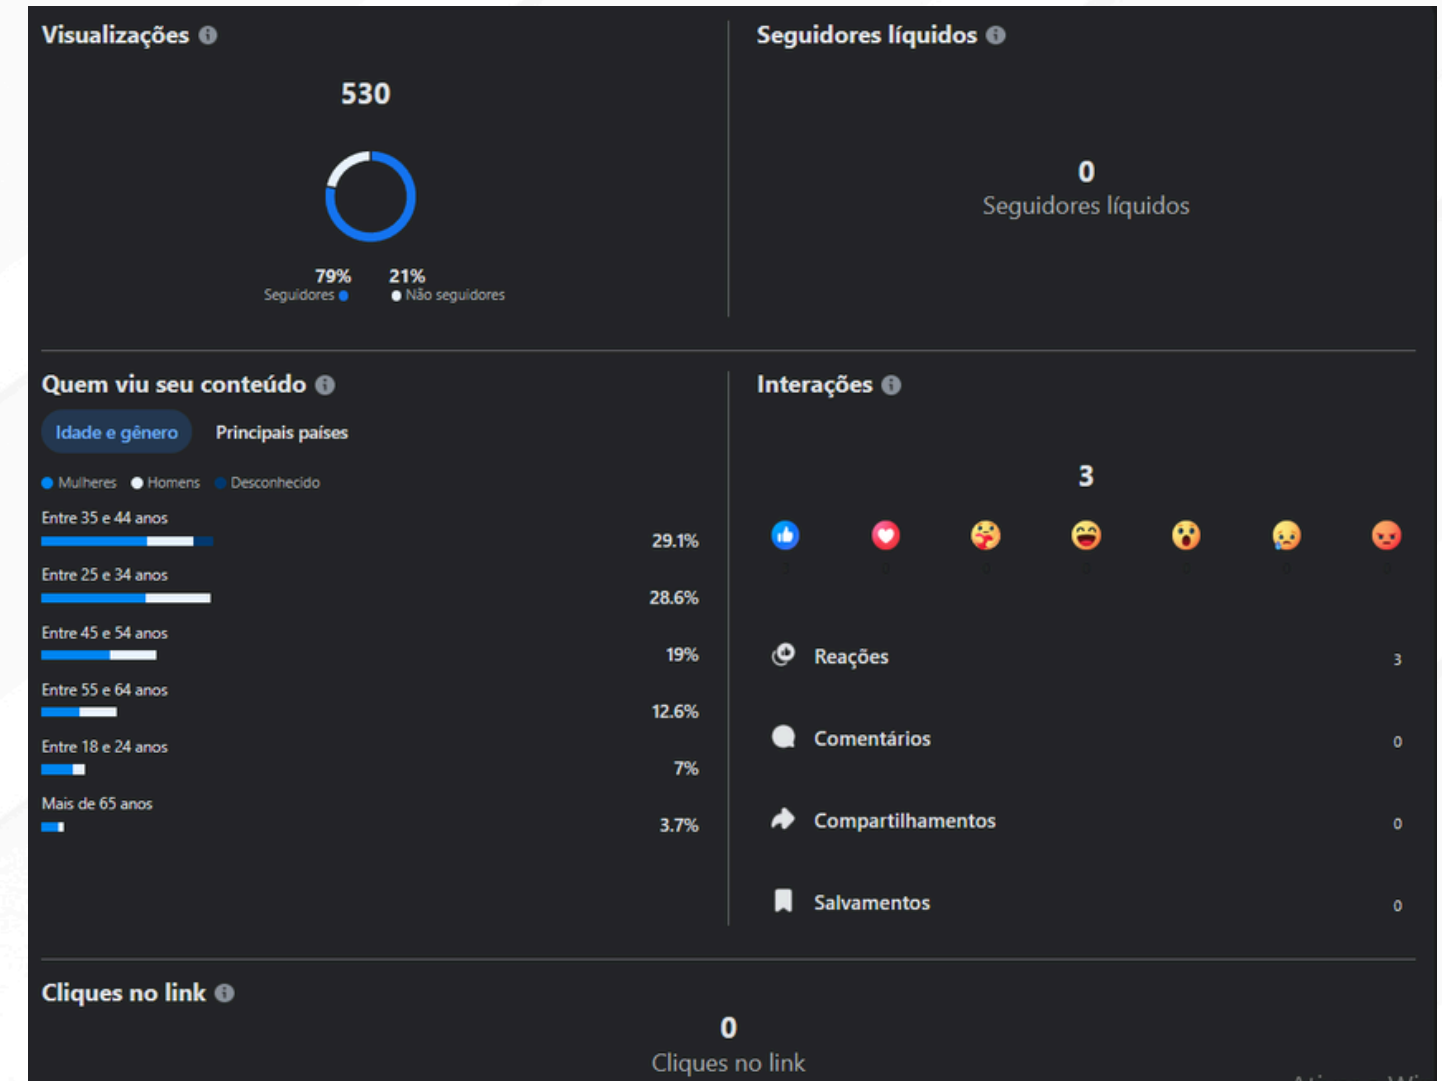 Visualizações
530
79% 21%
Seguidores Não seguidores
Seguidores líquidos
0
Seguidores líquidos
Quem viu seu conteúdo
Idade e gênero Principais países
Mulheres Homens Desconhecido
Entre 35 e 44 anos
29.1%
Entre 25 e 34 anos
28.6%
Entre 45 e 54 anos
19%
Entre 55 e 64 anos
12.6%
Entre 18 e 24 anos
7%
Mais de 65 anos
3.7%
Interações
3
Reações 3
Comentários 0
Compartilhamentos 0
Salvamentos 0
Cliques no link
0
Cliques no link